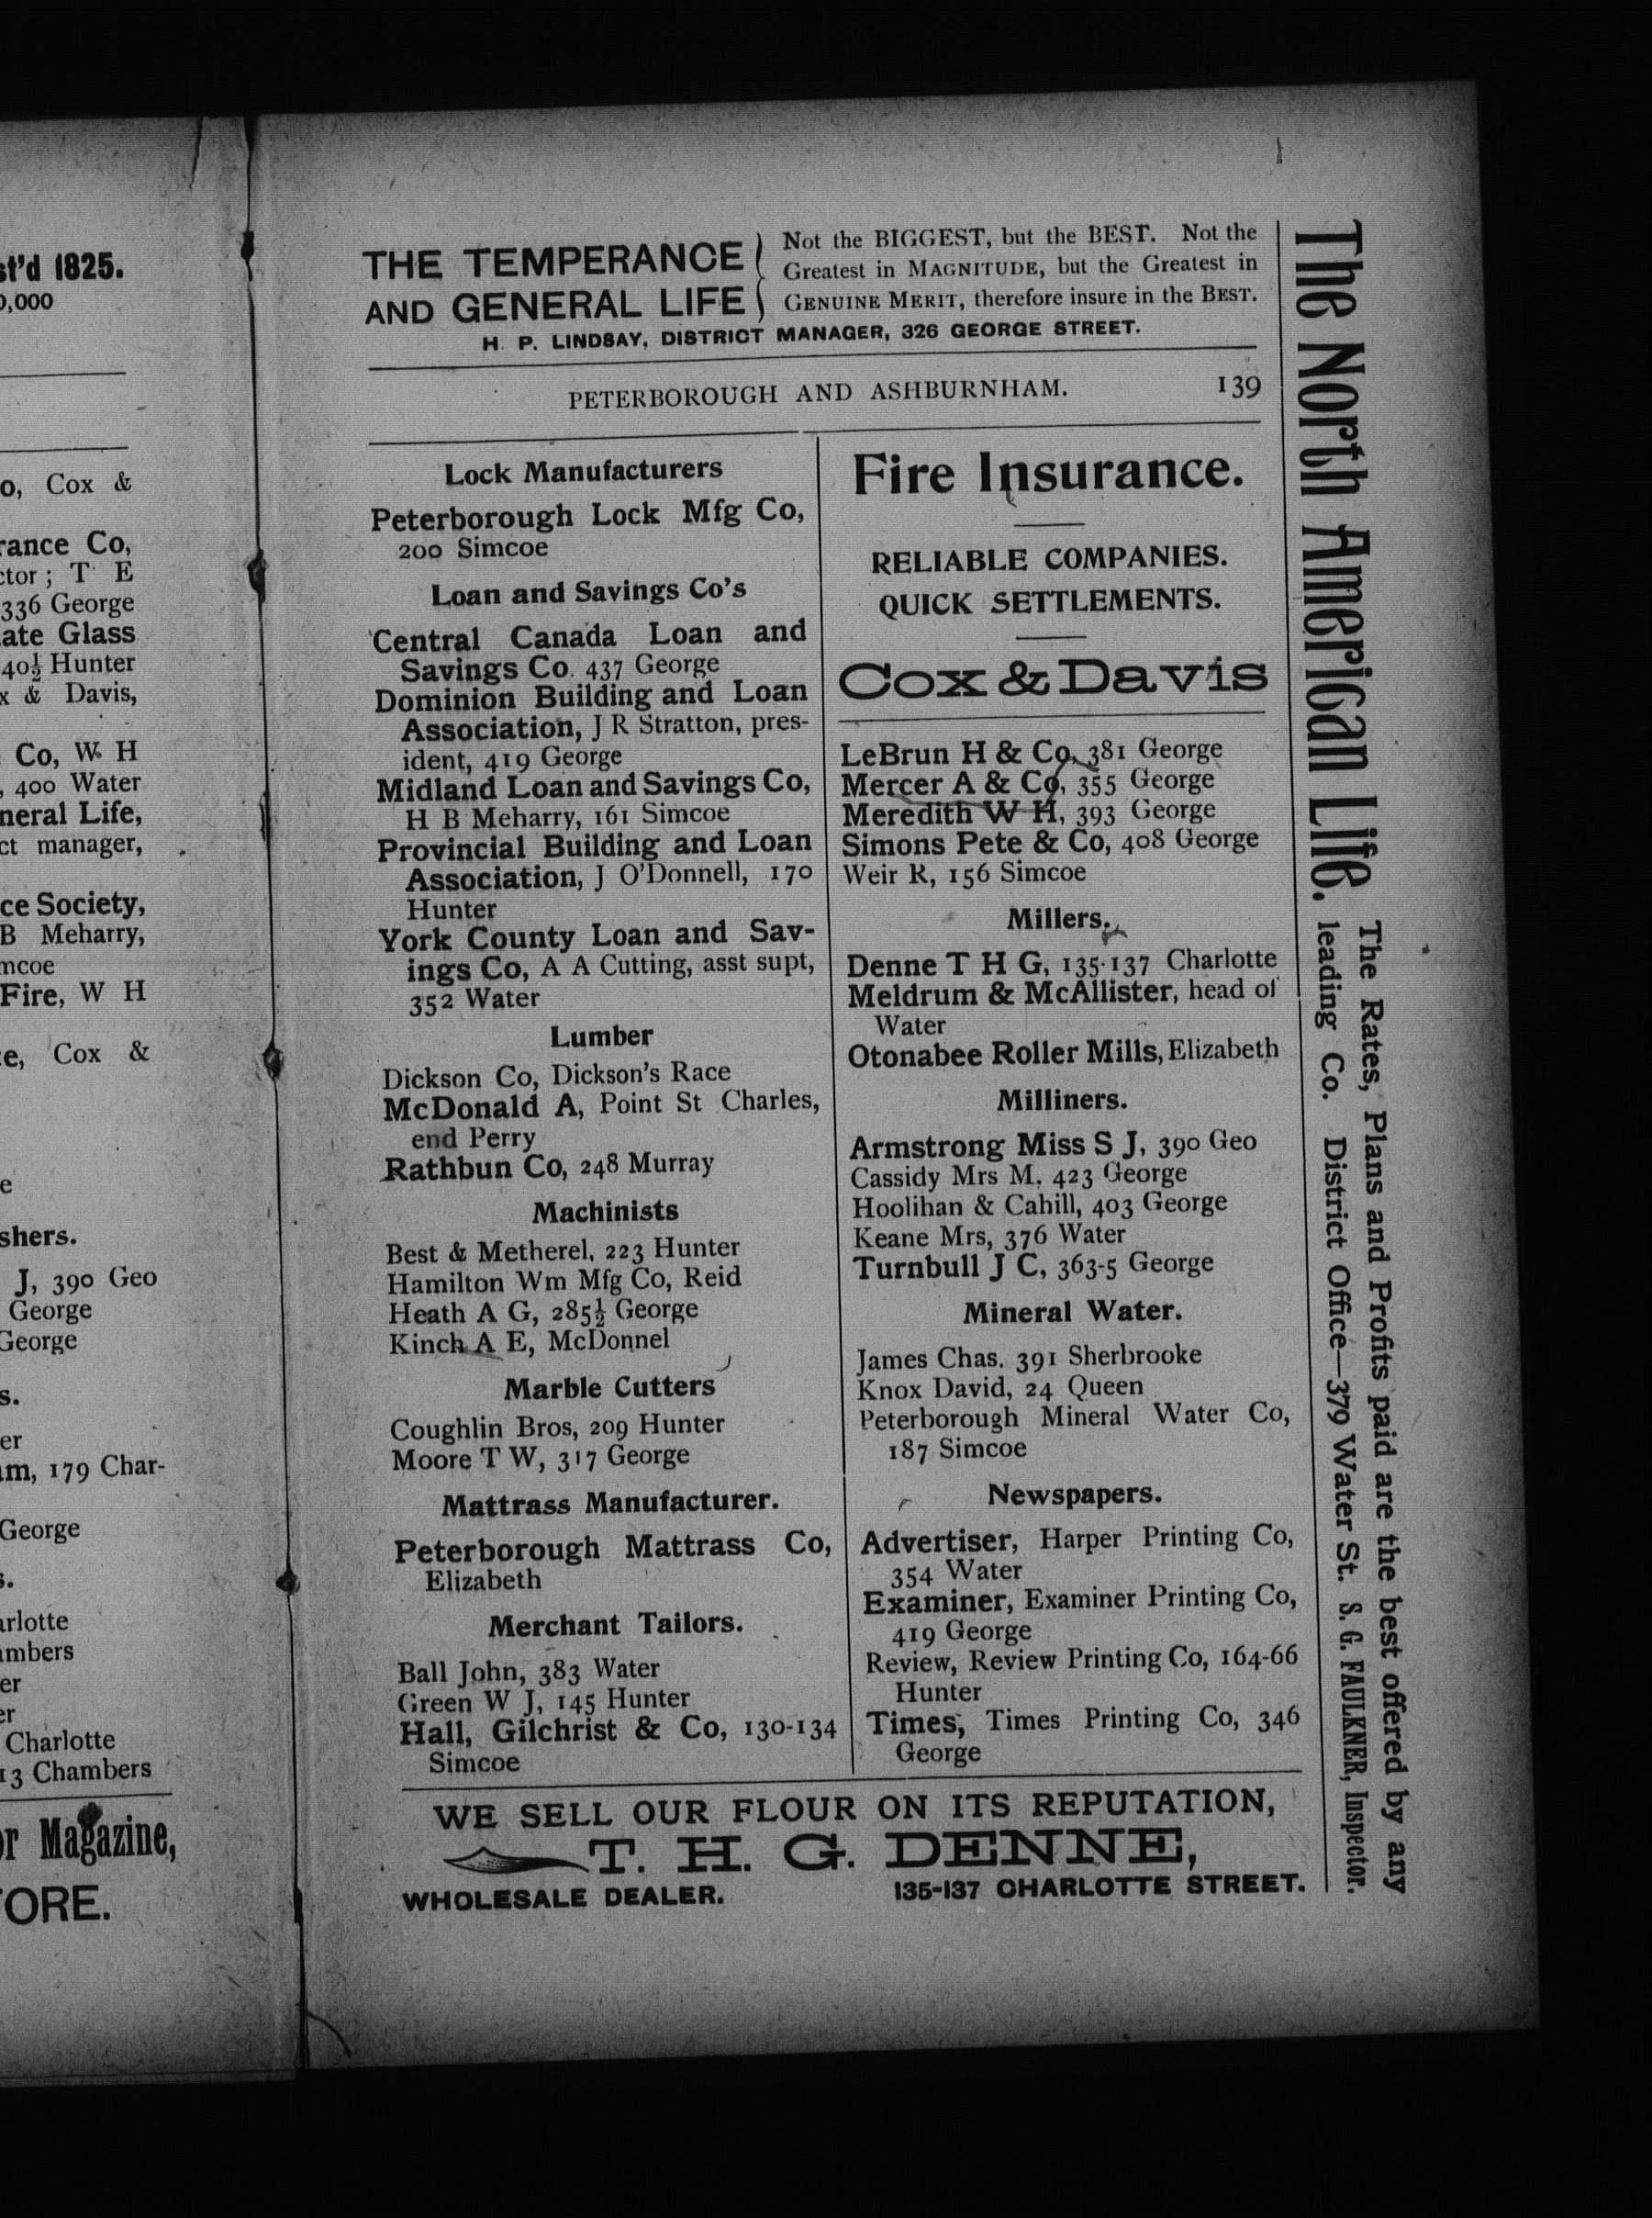 st'd 1825.
0,000
o, Cox &
rance Co,
ctor; T E
336 George
ate Glass
40½ Hunter
x & Davis,
Co, W H
, 400 Water
neral Life,
ct manager,
ce Society,
B Meharry,
mcoe
Fire, W H
e, Cox &
e
shers.
J, 390 Geo
George
George
s.
er
am, 179 Char-
George
s.
arlotte
ambers
er
er
Charlotte
13 Chambers
or Magazine,
TORE.
THE TEMPERANCE
AND GENERAL LIFE
Not the BIGGEST, but the BEST. Not the
Greatest in MAGNITUDE, but the Greatest in
GENUINE MERIT, therefore insure in the BEST.
H. P. LINDSAY, DISTRICT MANAGER, 326 GEORGE STREET.
PETERBOROUGH AND ASHBURNHAM. 139
Lock Manufacturers
Peterborough Lock Mfg Co,
200 Simcoe
Loan and Savings Co's
Central Canada Loan and
Savings Co. 437 George
Dominion Building and Loan
Association, J R Stratton, pres-
ident, 419 George
Midland Loan and Savings Co,
H B Meharry, 161 Simcoe
Provincial Building and Loan
Association, J O'Donnell, 170
Hunter
York County Loan and Sav-
ings Co, A A Cutting, asst supt,
352 Water
Lumber
Dickson Co, Dickson's Race
McDonald A, Point St Charles,
end Perry
Rathbun Co, 248 Murray
Machinists
Best & Metherel, 223 Hunter
Hamilton Wm Mfg Co, Reid
Heath A G, 285½ George
Kinch A E, McDonnel
Marble Cutters
Coughlin Bros, 209 Hunter
Moore T W, 317 George
Mattrass Manufacturer.
Peterborough Mattrass Co,
Elizabeth
Merchant Tailors.
Ball John, 383 Water
Green W J, 145 Hunter
Hall, Gilchrist & Co, 130-134
Simcoe
Fire Insurance.
RELIABLE COMPANIES.
QUICK SETTLEMENTS.
Cox & Davis
LeBrun H & Co, 381 George
Mercer A & Co, 355 George
Meredith W H, 393 George
Simons Pete & Co, 408 George
Weir R, 156 Simcoe
Millers.
Denne T H G, 135-137 Charlotte
Meldrum & McAllister, head of
Water
Otonabee Roller Mills, Elizabeth
Milliners.
Armstrong Miss S J, 390 Geo
Cassidy Mrs M, 423 George
Hoolihan & Cahill, 403 George
Keane Mrs, 376 Water
Turnbull J C, 363-5 George
Mineral Water.
James Chas. 391 Sherbrooke
Knox David, 24 Queen
Peterborough Mineral Water Co,
187 Simcoe
Newspapers.
Advertiser, Harper Printing Co,
354 Water
Examiner, Examiner Printing Co,
419 George
Review, Review Printing Co, 164-66
Hunter
Times, Times Printing Co, 346
George
WE SELL OUR FLOUR ON ITS REPUTATION,
T. H. G. DENNE,
WHOLESALE DEALER. 135-137 CHARLOTTE STREET.
The North American Life.
The Rates, Plans and Profits paid are the best offered by any
leading Co. District Office—379 Water St. S. G. FAULKNER, Inspector.